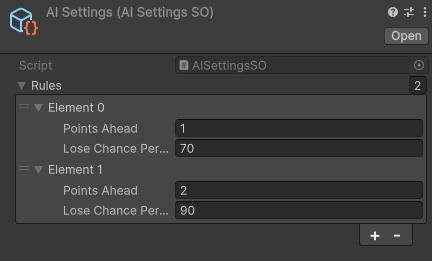 AI Settings (AI Settings SO)
Open
Script AISettingsSO
Rules 2
Element 0
Points Ahead 1
Lose Chance Per... 70
Element 1
Points Ahead 2
Lose Chance Per... 90
+ -